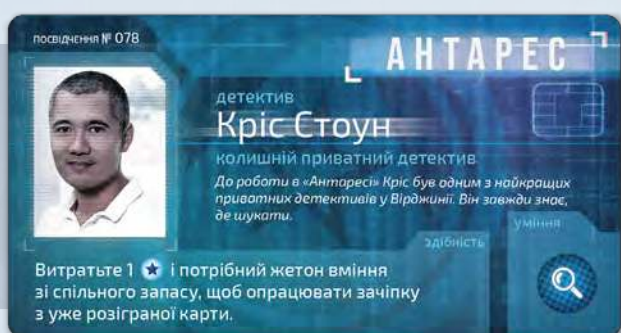 посвідчення № 078
АНТАРЕС
детектив
Кріс Стоун
колишній приватний детектив
До работи в «Антаресі» Кріс був одним з найкращих
приватних детективів у Вірджинії. Він завжди знає,
де шукати.
уміння
здібність
Витратьте 1 і потрібний жетон вміння
зі спільного запасу, щоб опрацювати зачіпку
з уже розіграної карти.